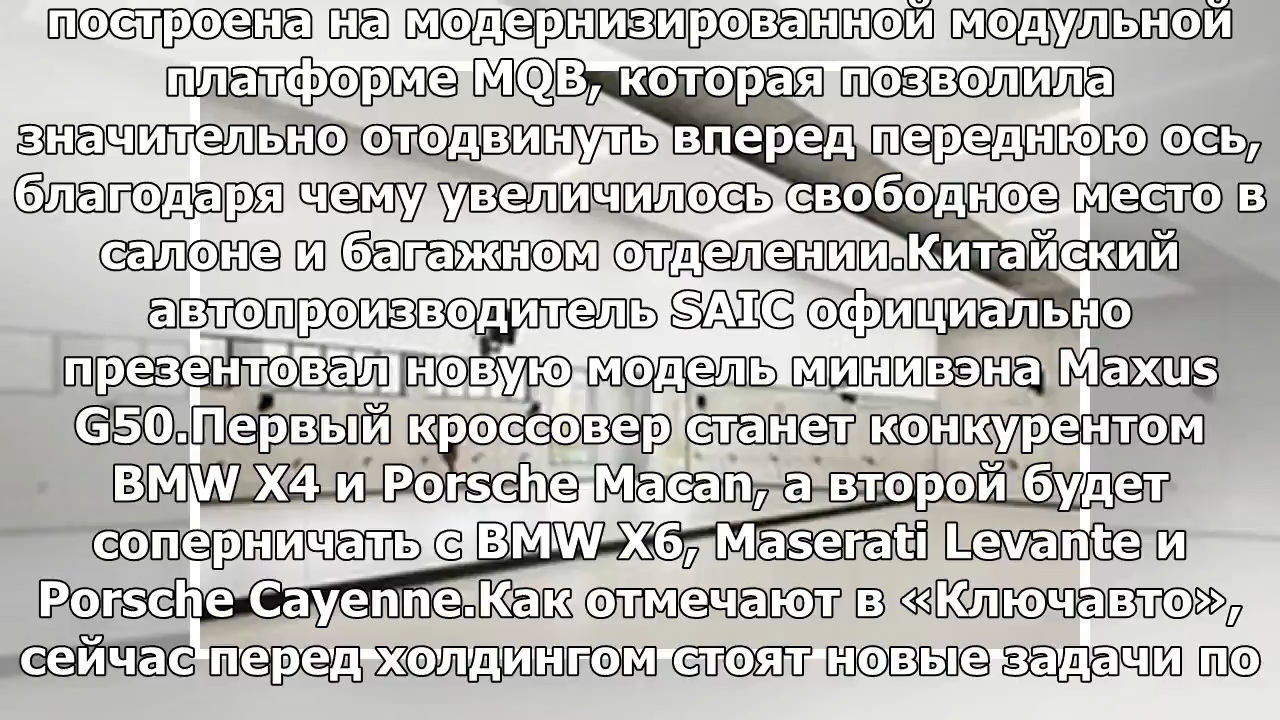 построена на модернизированной модульной
платформе MQB, которая позволила
значительно отодвинуть вперед переднюю ось,
благодаря чему увеличилось свободное место в
салоне и багажном отделении.Китайский
автопроизводитель SAIC официально
презентовал новую модель минивэна Maxus
G50.Первый кроссовер станет конкурентом
BMW X4 и Porsche Macan, а второй будет
соперничать с BMW X6, Maserati Levante и
Porsche Cayenne.Как отмечают в «Ключавто»,
сейчас перед холдингом стоят новые задачи по